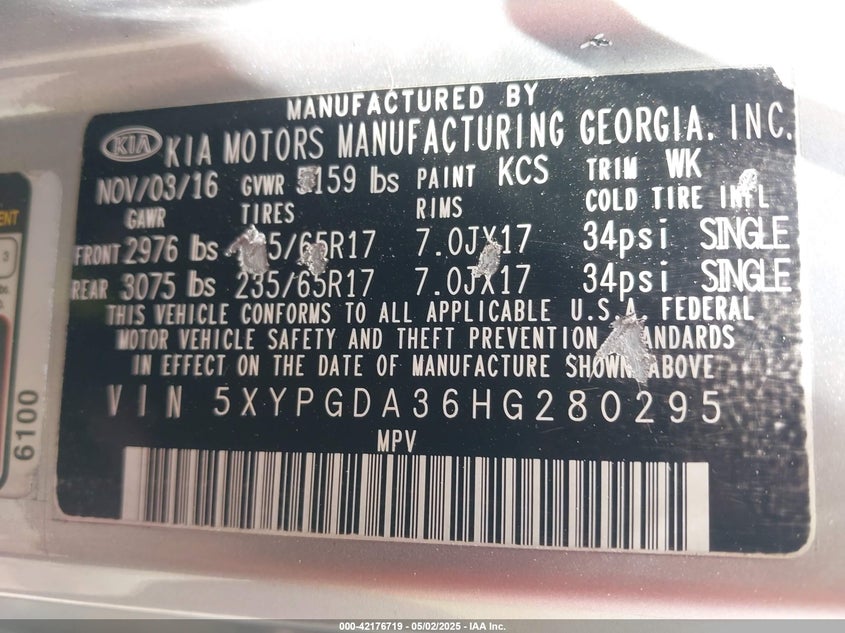 MANUFACTURED BY
KIA KIA MOTORS MANUFACTURING GEORGIA. INC.
NOV/03/16 GVWR 159 lbs PAINT KCS TRIM WK
GAWR TIRES RIMS COLD TIRE INFL
FRONT 2976 lbs 5/65R17 7.0JX17 34psi SINGLE
REAR 3075 lbs 235/65R17 7.0JX17 34psi SINGLE
THIS VEHICLE CONFORMS TO ALL APPLICABLE U.S.A. FEDERAL
MOTOR VEHICLE SAFETY AND THEFT PREVENTION STANDARDS
IN EFFECT ON THE DATE OF MANUFACTURE SHOWN ABOVE
VIN 5XYPGDA36HG280295
MPV
6100
000-42176719 - 05/02/2025 - IAA Inc.